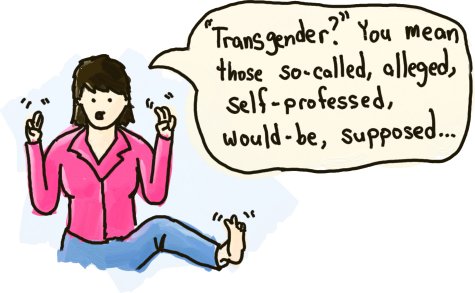 "Transgender?" You mean
those so-called, alleged,
self-professed,
would-be, supposed...